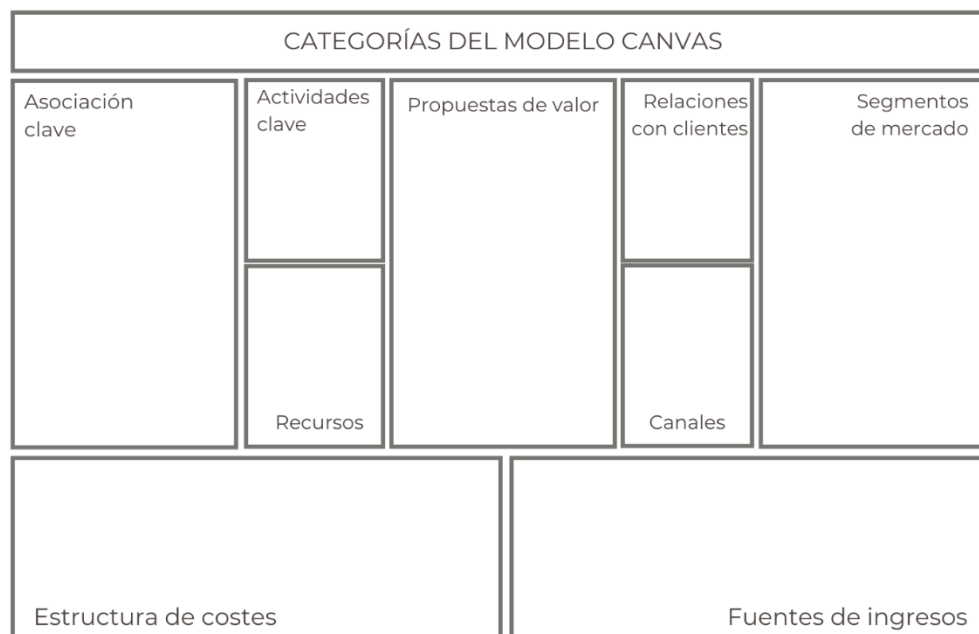 CATEGORÍAS DEL MODELO CANVAS
Asociación
clave
Actividades
clave
Recursos
Propuestas de valor
Relaciones
con clientes
Canales
Segmentos
de mercado
Estructura de costes
Fuentes de ingresos